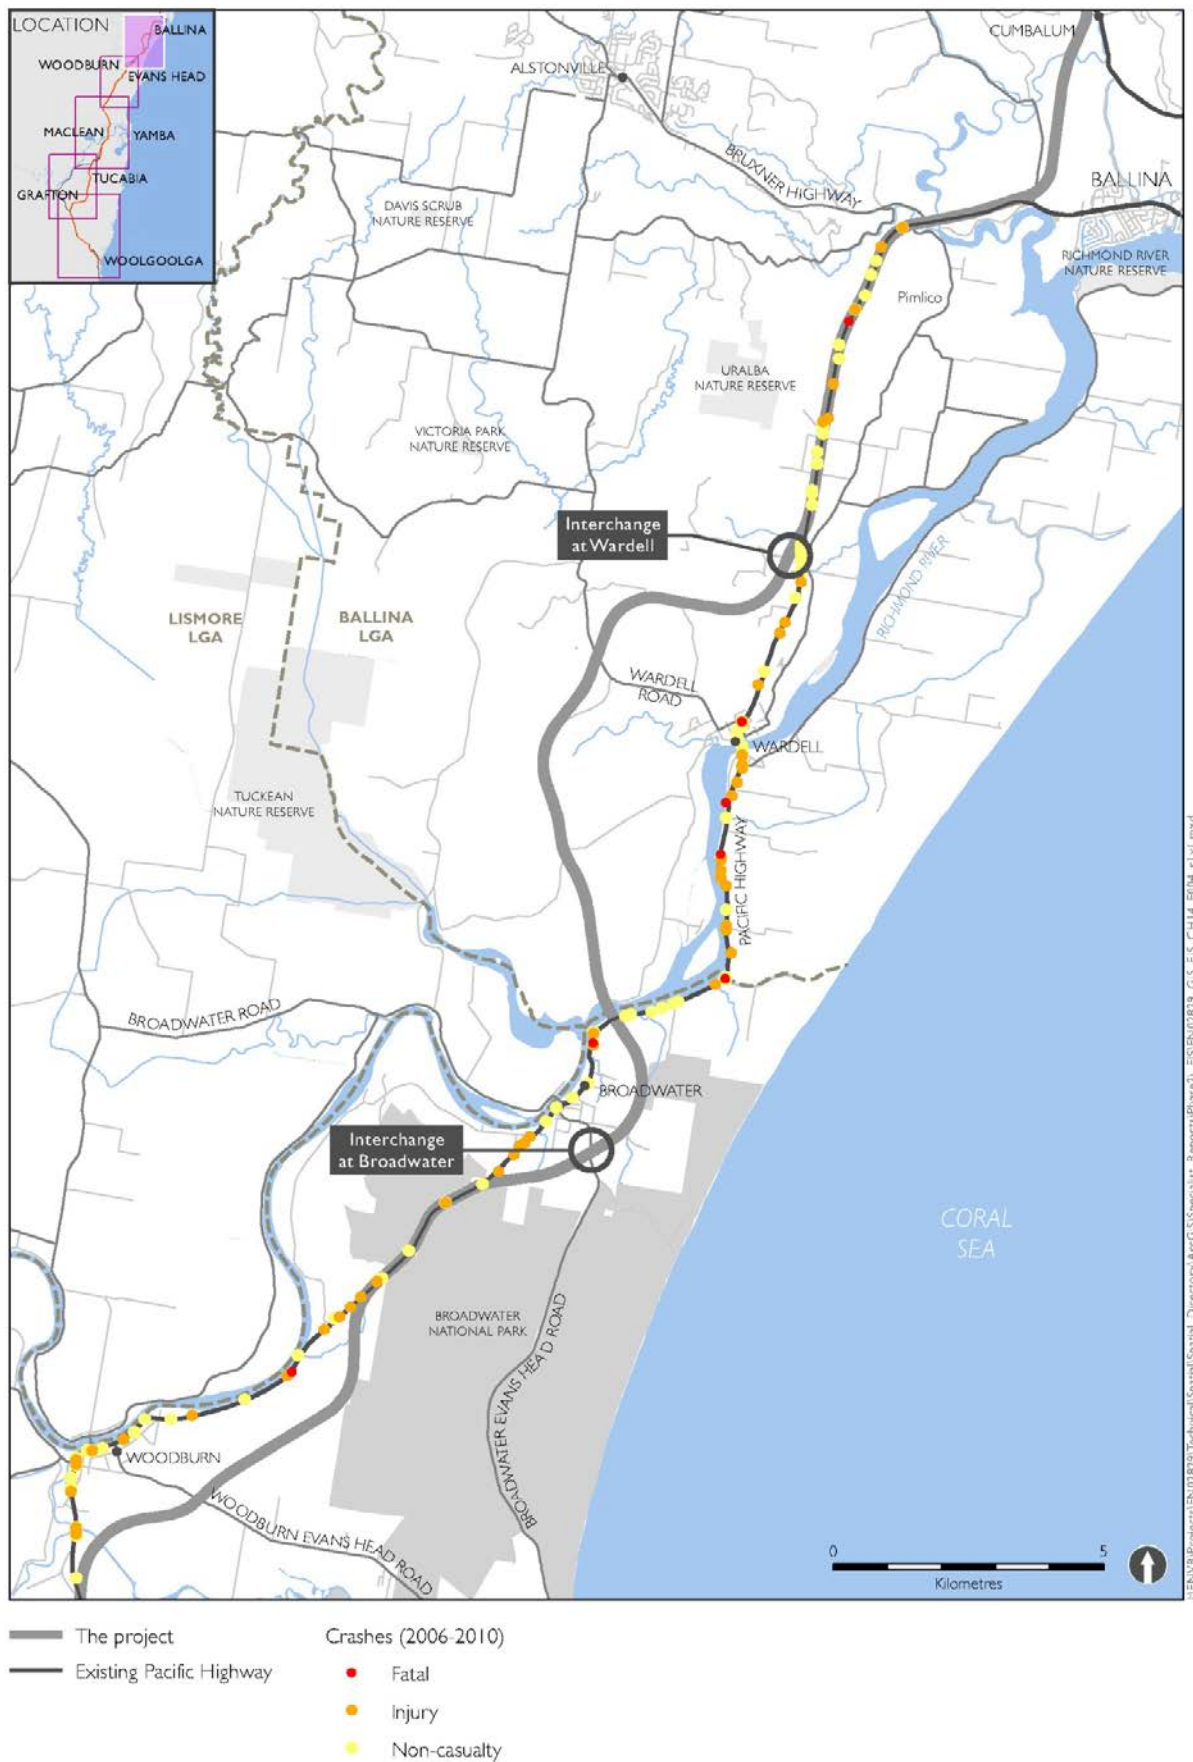 LOCATION
BALLINA
WOODBURN
EVANS HEAD
MACLEAN
YAMBA
TUCABIA
GRAFTON
WOOLGOOLGA
CUMBALUM
ALSTONVILLE
BRUXNER HIGHWAY
BALLINA
DAVIS SCRUB
NATURE RESERVE
RICHMOND RIVER
NATURE RESERVE
Pimlico
URALBA
NATURE RESERVE
VICTORIA PARK
NATURE RESERVE
Interchange
at Wardell
RICHMOND RIVER
LISMORE
LGA
BALLINA
LGA
WARDELL
ROAD
WARDELL
TUCKEAN
NATURE RESERVE
PACIFIC HIGHWAY
BROADWATER ROAD
BROADWATER
Interchange
at Broadwater
CORAL
SEA
BROADWATER
NATIONAL PARK
BROADWATER EVANS HEAD ROAD
WOODBURN
WOODBURN EVANS HEAD ROAD
0 5
Kilometres
The project
Existing Pacific Highway
Crashes (2006-2010)
Fatal
Injury
Non-casualty